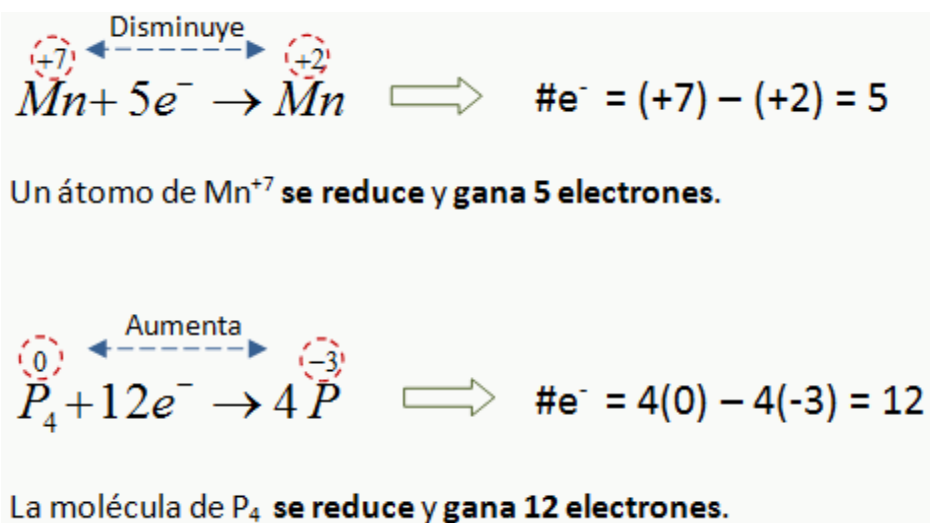 Disminuye
+7 +2
Mn + 5e⁻ → Mn #e⁻ = (+7) – (+2) = 5
Un átomo de Mn⁺⁷ se reduce y gana 5 electrones.
Aumenta
0 –3
P₄ + 12e⁻ → 4 P #e⁻ = 4(0) – 4(-3) = 12
La molécula de P₄ se reduce y gana 12 electrones.